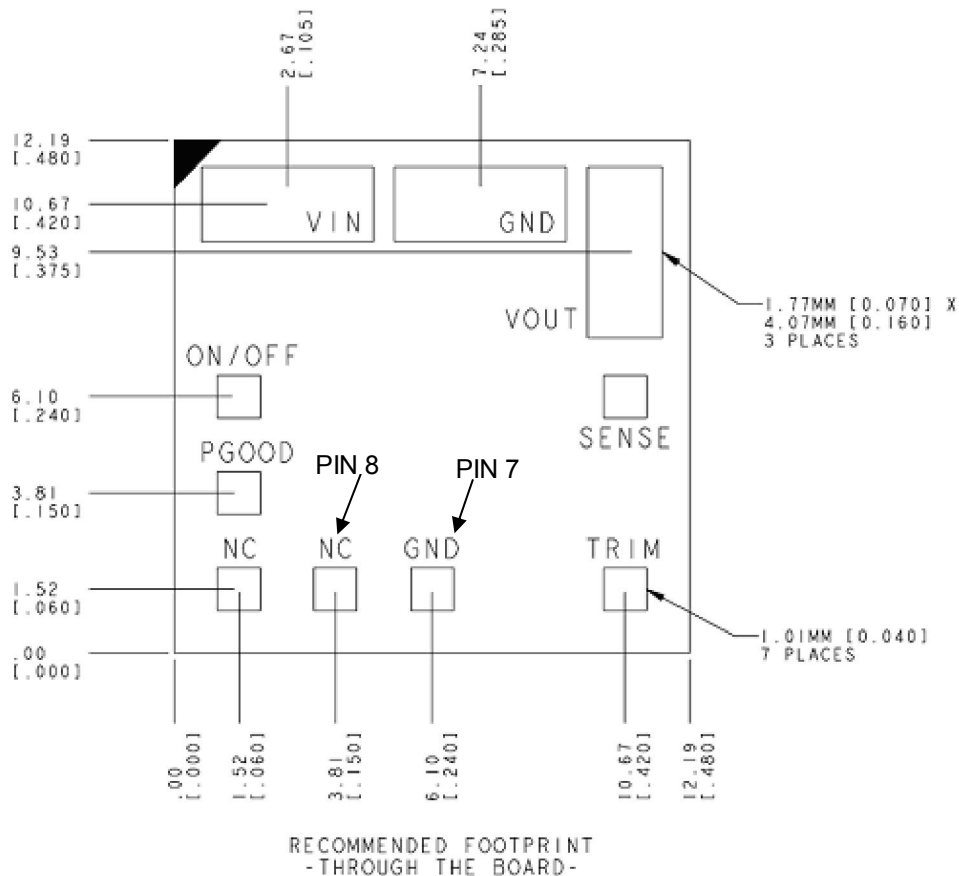 2.67
[.105]
7.24
[.285]
12.19
[.480]
10.67
[.420]
VIN
GND
9.53
[.375]
VOUT
1.77MM [0.070] X
4.07MM [0.160]
3 PLACES
ON/OFF
6.10
[.240]
SENSE
PGOOD
PIN 8
PIN 7
3.81
[.150]
NC
NC
GND
TRIM
1.52
[.060]
.00
[.000]
1.01MM [0.040]
7 PLACES
.00
[.0000]
1.52
[.060]
3.81
[.150]
6.10
[.240]
10.67
[.420]
12.19
[.480]
RECOMMENDED FOOTPRINT
-THROUGH THE BOARD-